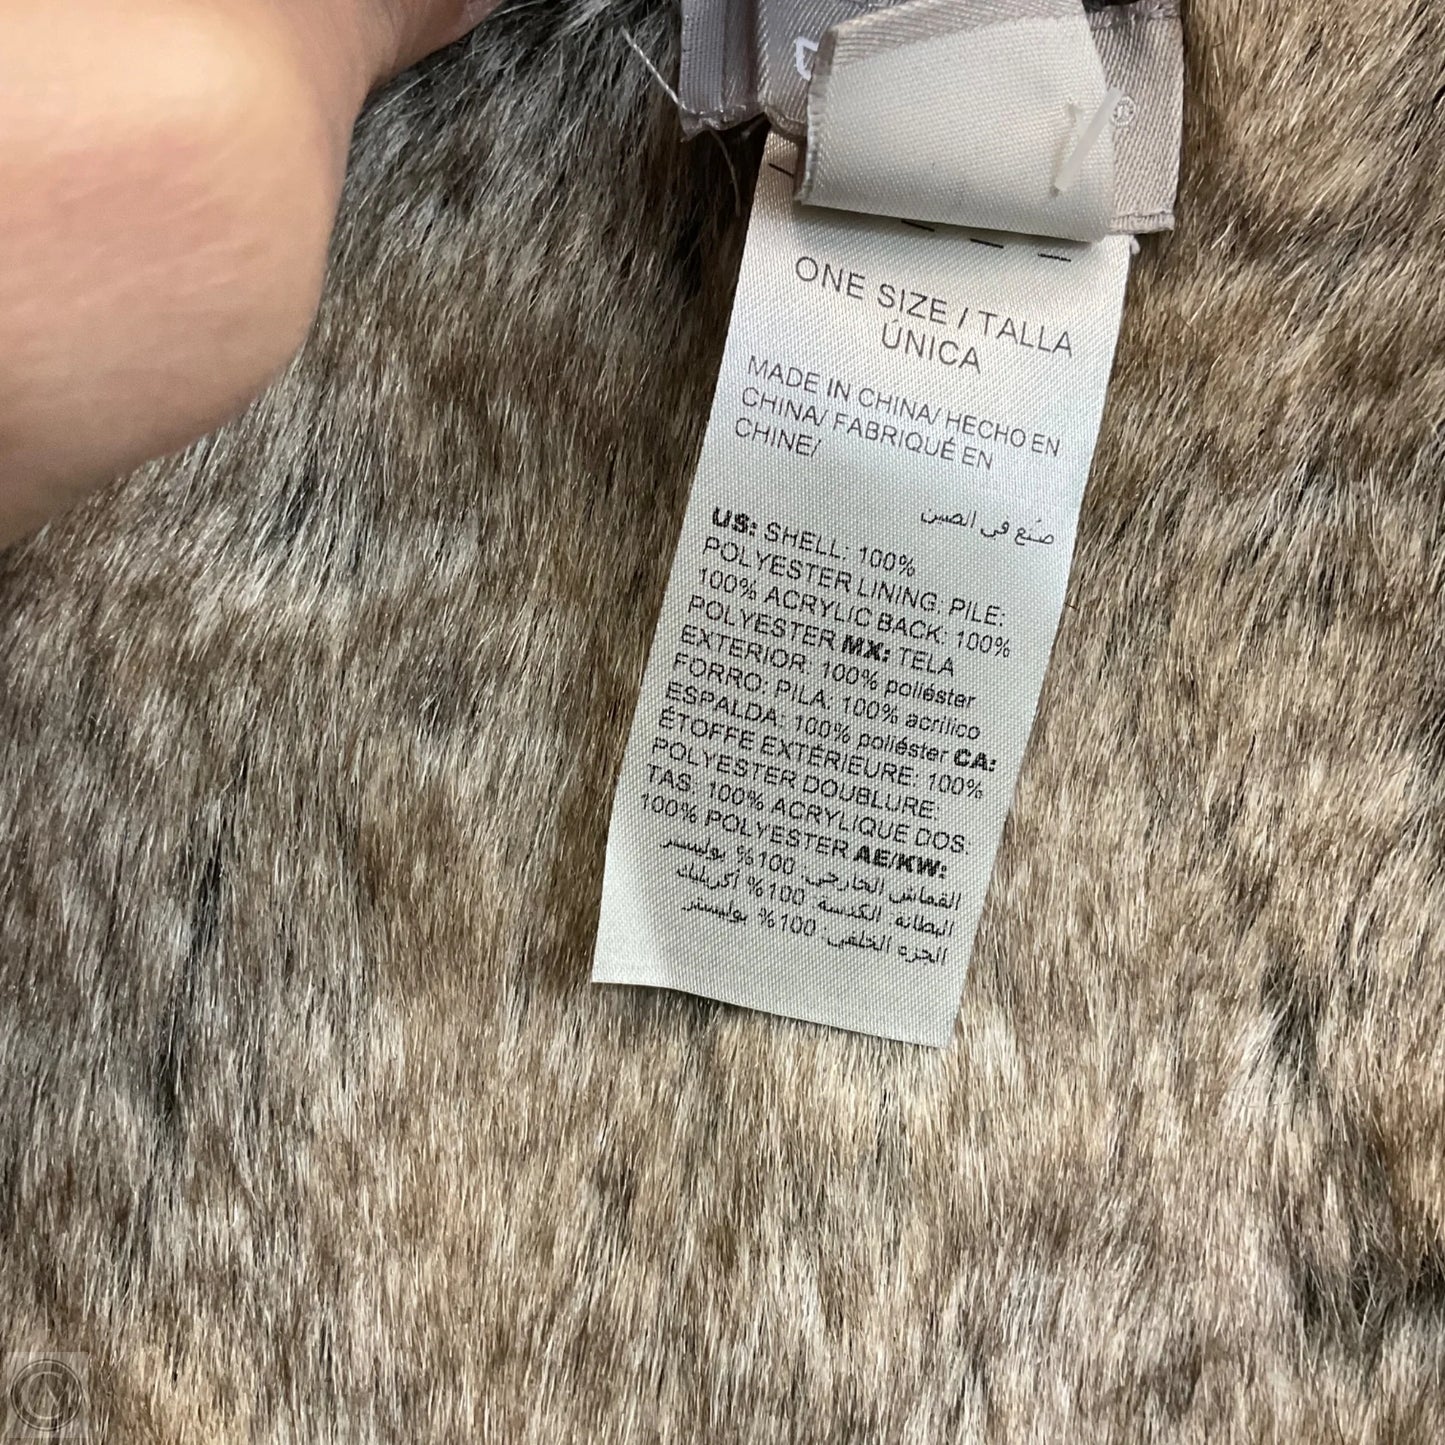 ®
ONE SIZE / TALLA
ÚNICA
MADE IN CHINA/ HECHO EN
CHINA/ FABRIQUÉ EN
CHINE/
صنع في الصين
US: SHELL: 100%
POLYESTER LINING: PILE:
100% ACRYLIC BACK: 100%
POLYESTER MX: TELA
EXTERIOR: 100% poliéster
FORRO: PILA: 100% acrílico
ESPALDA: 100% poliéster CA:
ÉTOFFE EXTÉRIEURE: 100%
POLYESTER DOUBLURE:
TAS: 100% ACRYLIQUE DOS:
100% POLYESTER AE/KW:
القماش الخارجي: 100% بوليستر
البطانة: الكدسة: 100% أكريليك
الجزء الخلفي: 100% بوليستر